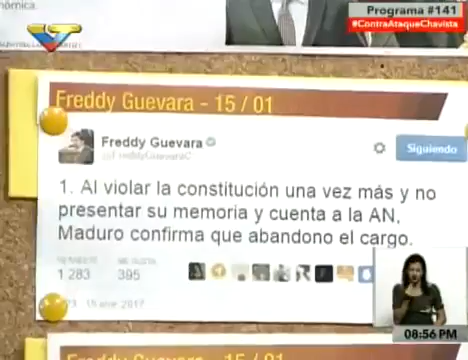 Programa #141
#ContraAtaqueChavista
VTV
Freddy Guevara - 15 / 01
Freddy Guevara
@FreddyGuevaraC
Siguiendo
1. Al violar la constitución una vez más y no
presentar su memoria y cuenta a la AN,
Maduro confirma que abandono el cargo.
1.283 395
15 ene. 2017
08:56 PM
Freddy Guevara - 15 / 01